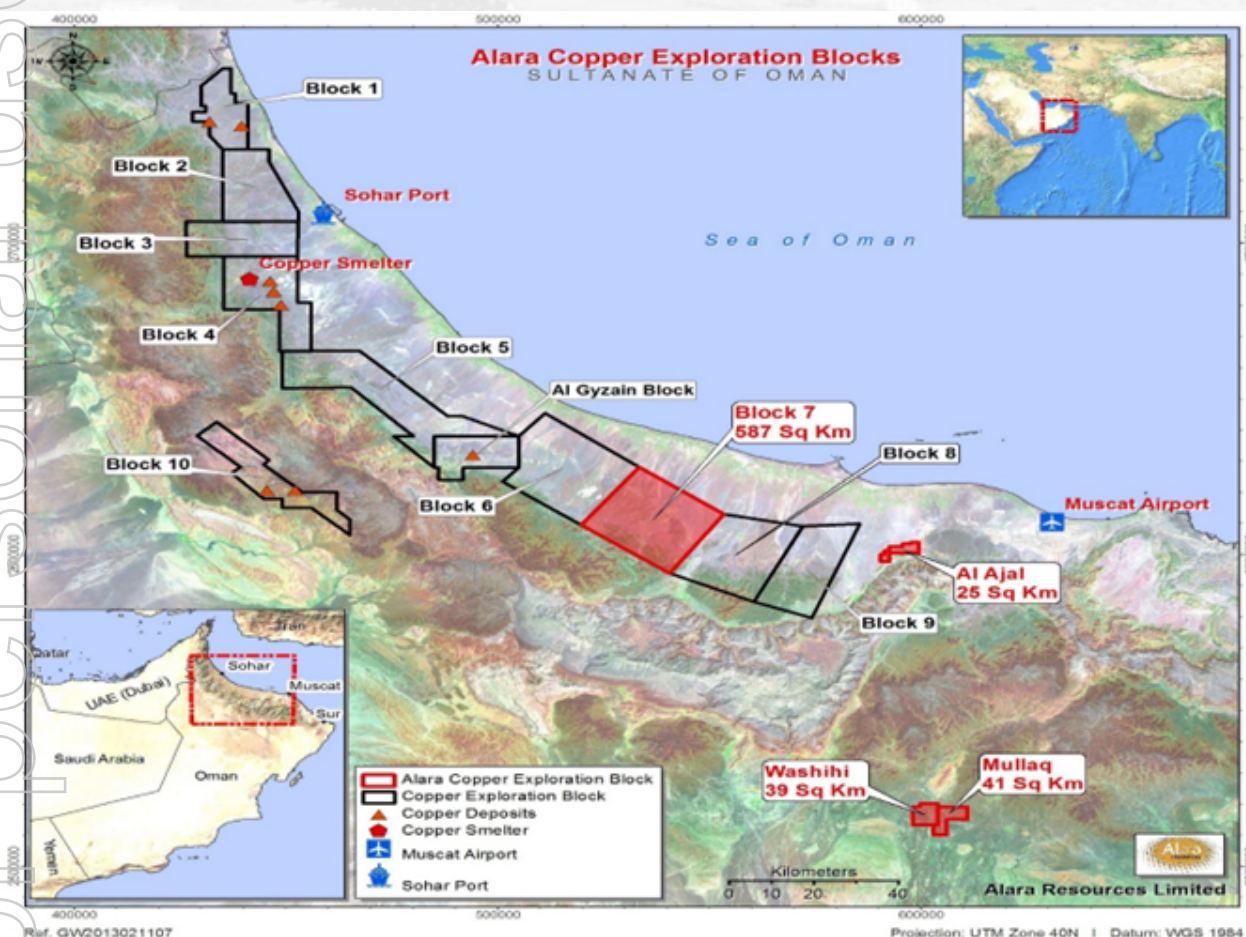 400000
500000
600000
Alara Copper Exploration Blocks
SULTANATE OF OMAN
N
Block 1
Block 2
Sohar Port
Block 3
Sea of Oman
Copper Smelter
Block 4
Block 5
Al Gyzain Block
Block 7
587 Sq Km
Block 8
Block 10
Block 6
Muscat Airport
Al Ajal
25 Sq Km
Block 9
Iran
Qatar
Sohar
UAE (Dubai)
Muscat
Sur
Saudi Arabia
Oman
Yemen
Washihi
39 Sq Km
Mullaq
41 Sq Km
Alara Copper Exploration Block
Copper Exploration Block
Copper Deposits
Copper Smelter
Muscat Airport
Sohar Port
Kilometers
0 10 20 40
Alara Resources Limited
400000
500000
600000
Ref. GW2013021107
Projection: UTM Zone 40N | Datum: WGS 1984